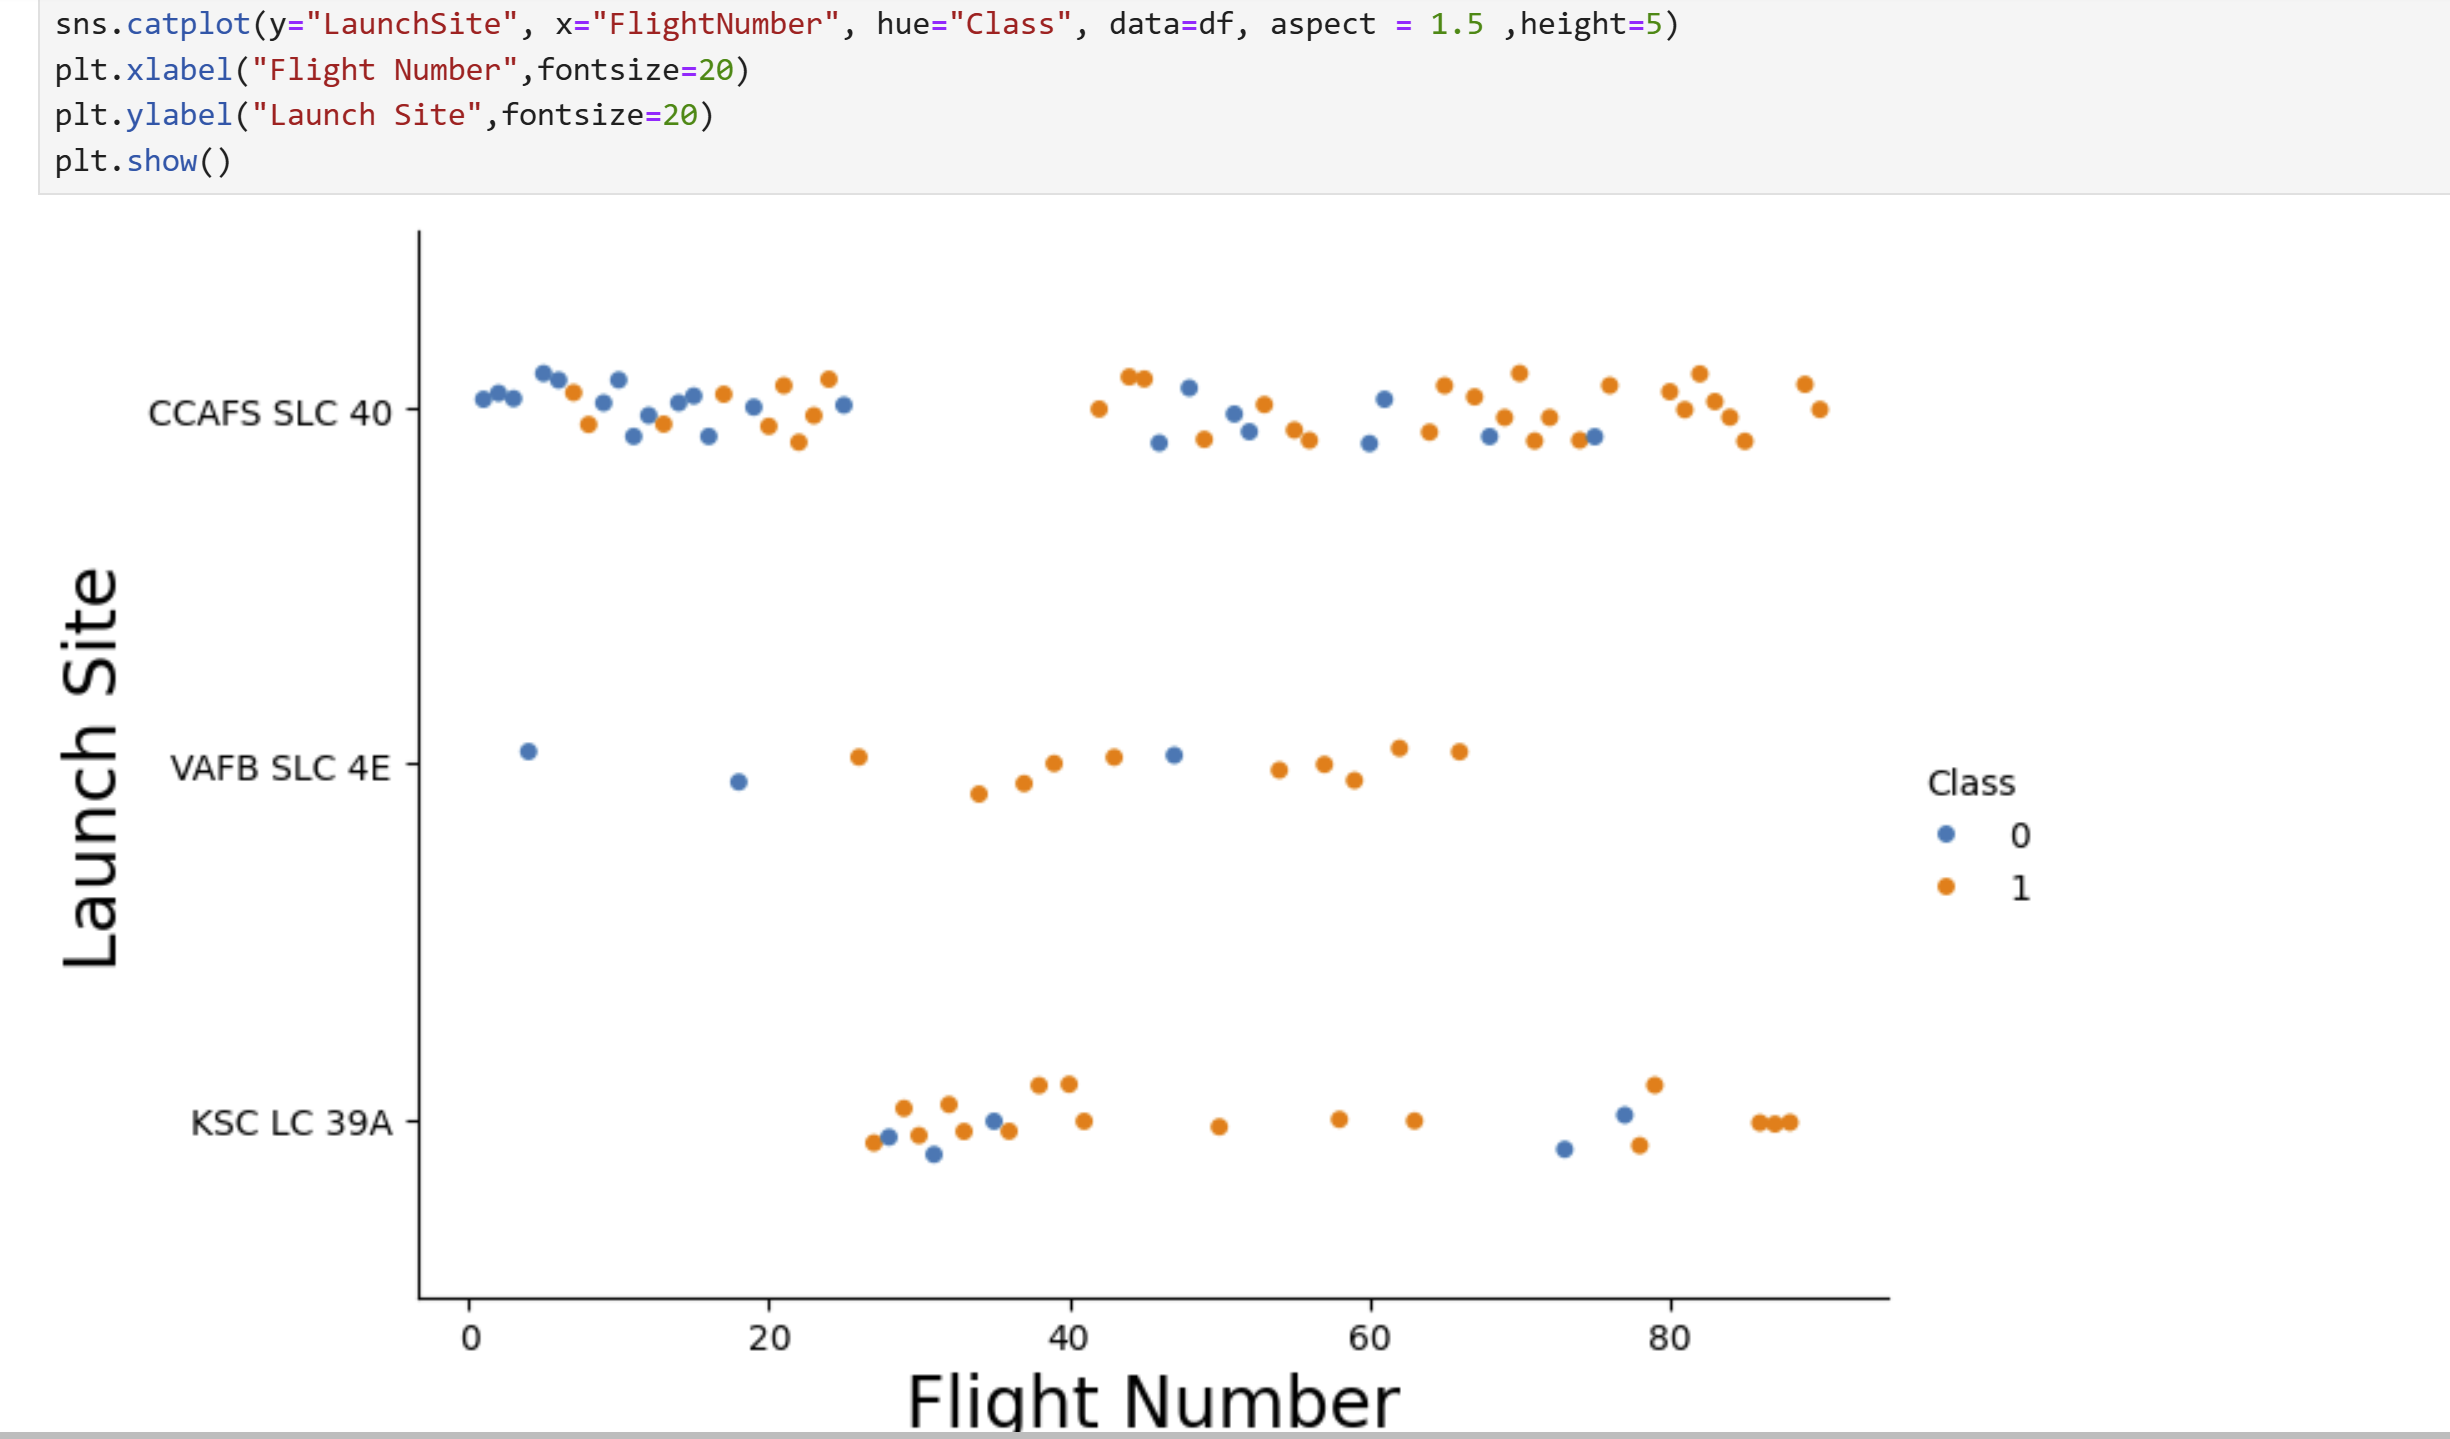 sns.catplot(y="LaunchSite", x="FlightNumber", hue="Class", data=df, aspect = 1.5 ,height=5)
plt.xlabel("Flight Number",fontsize=20)
plt.ylabel("Launch Site",fontsize=20)
plt.show()
CCAFS SLC 40
VAFB SLC 4E
KSC LC 39A
Launch Site
Class
0
1
0 20 40 60 80
Flight Number